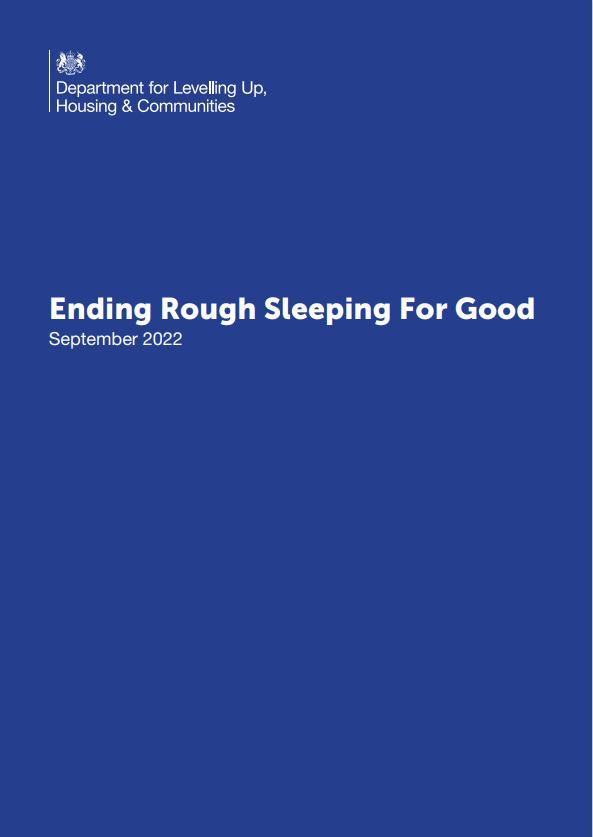 Department for Levelling Up,
Housing & Communities
Ending Rough Sleeping For Good
September 2022